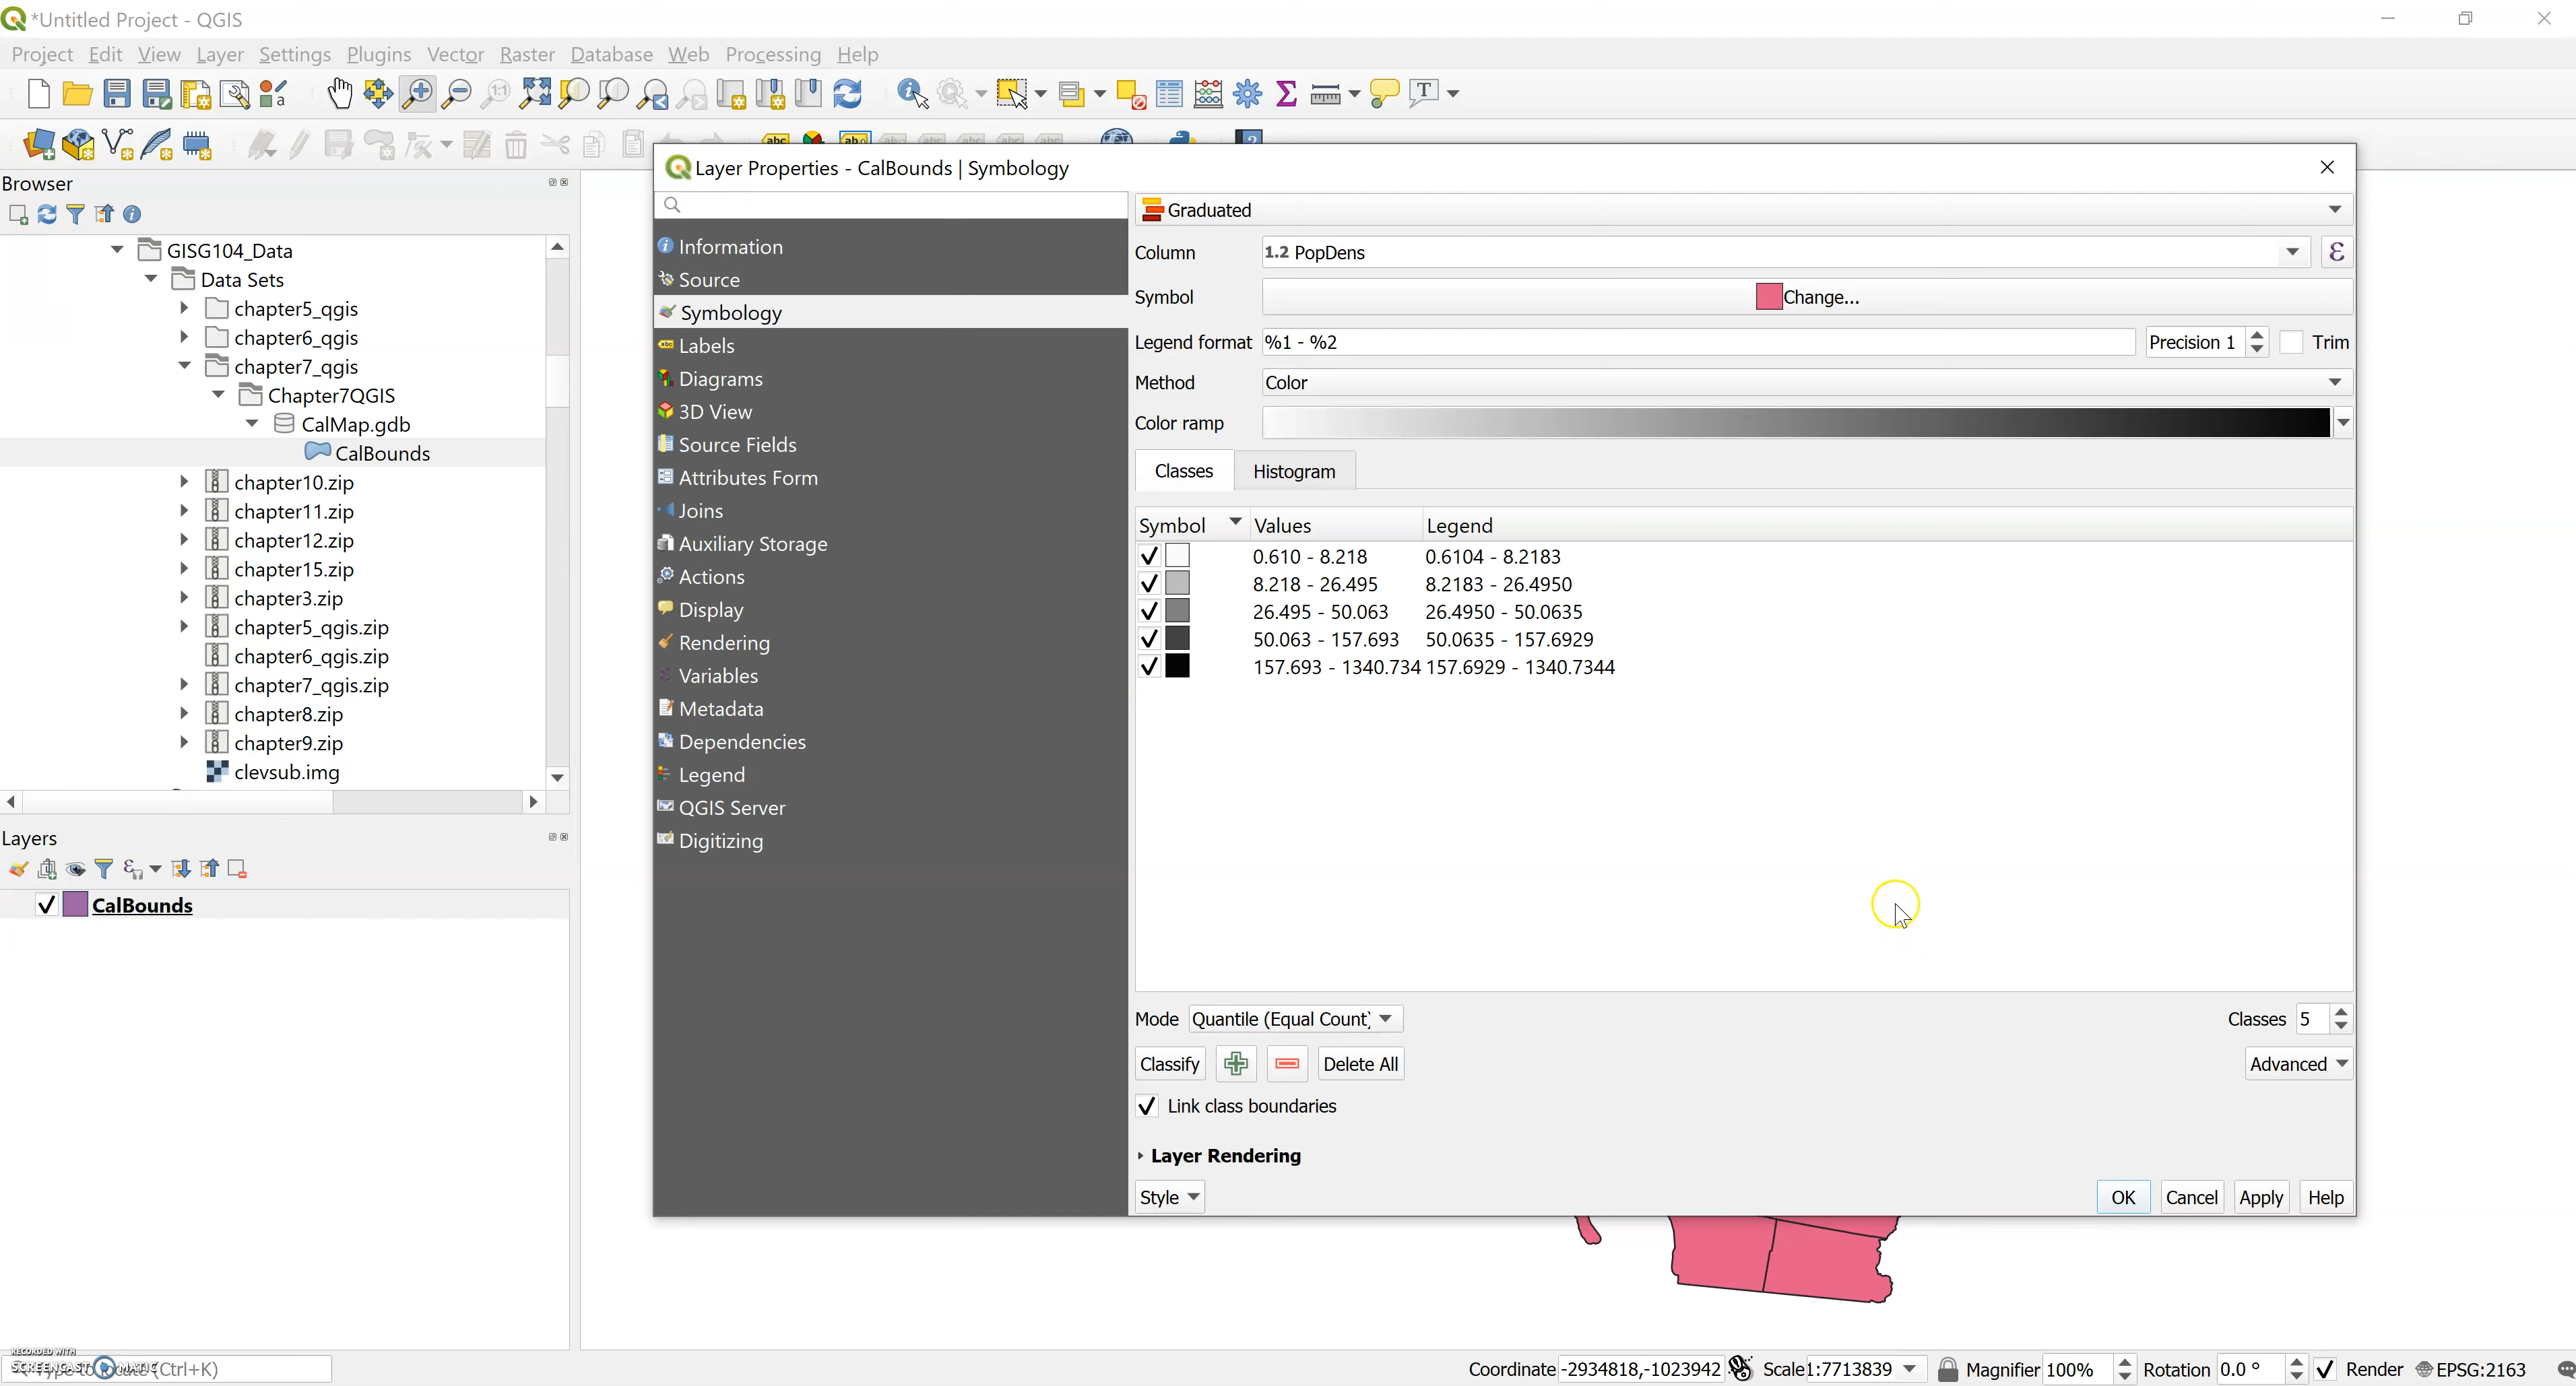 *Untitled Project - QGIS
Project Edit View Layer Settings Plugins Vector Raster Database Web Processing Help
Browser
GISG104_Data
Data Sets
chapter5_qgis
chapter6_qgis
chapter7_qgis
Chapter7QGIS
CalMap.gdb
CalBounds
chapter10.zip
chapter11.zip
chapter12.zip
chapter15.zip
chapter3.zip
chapter5_qgis.zip
chapter6_qgis.zip
chapter7_qgis.zip
chapter8.zip
chapter9.zip
clevsub.img
Layers
CalBounds
Layer Properties - CalBounds | Symbology
Information
Source
Symbology
Labels
Diagrams
3D View
Source Fields
Attributes Form
Joins
Auxiliary Storage
Actions
Display
Rendering
Variables
Metadata
Dependencies
Legend
QGIS Server
Digitizing
Graduated
Column 1.2 PopDens ε
Symbol Change...
Legend format %1 - %2 Precision 1 Trim
Method Color
Color ramp
Classes Histogram
Symbol Values Legend
0.610 - 8.218 0.6104 - 8.2183
8.218 - 26.495 8.2183 - 26.4950
26.495 - 50.063 26.4950 - 50.0635
50.063 - 157.693 50.0635 - 157.6929
157.693 - 1340.734 157.6929 - 1340.7344
Mode Quantile (Equal Count) Classes 5
Classify Delete All Advanced
Link class boundaries
Layer Rendering
Style OK Cancel Apply Help
RECORDED WITH
SCREENCAST MATIC
Type to locate (Ctrl+K)
Coordinate -2934818,-1023942 Scale 1:7713839 Magnifier 100% Rotation 0.0 ° Render EPSG:2163